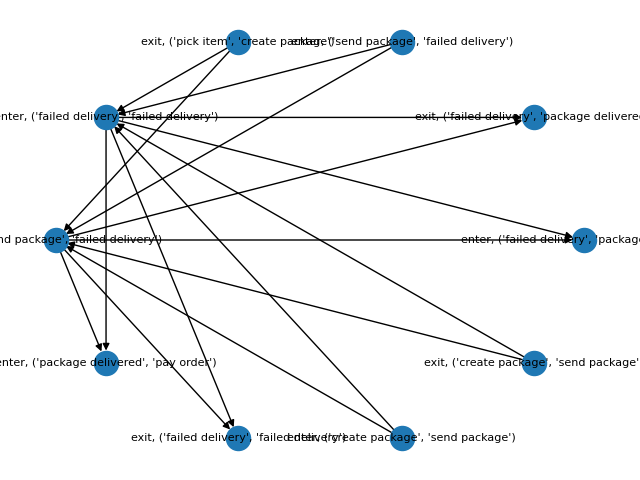 exit, ('pick item', 'create package')
enter, ('send package', 'failed delivery')
enter, ('failed delivery', 'failed delivery')
exit, ('failed delivery', 'package delivered
nd package', 'failed delivery')
enter, ('failed delivery', 'package
exit, ('create package', 'send package'
enter, ('package delivered', 'pay order')
exit, ('failed delivery', 'failed delivery')
enter, ('create package', 'send package')